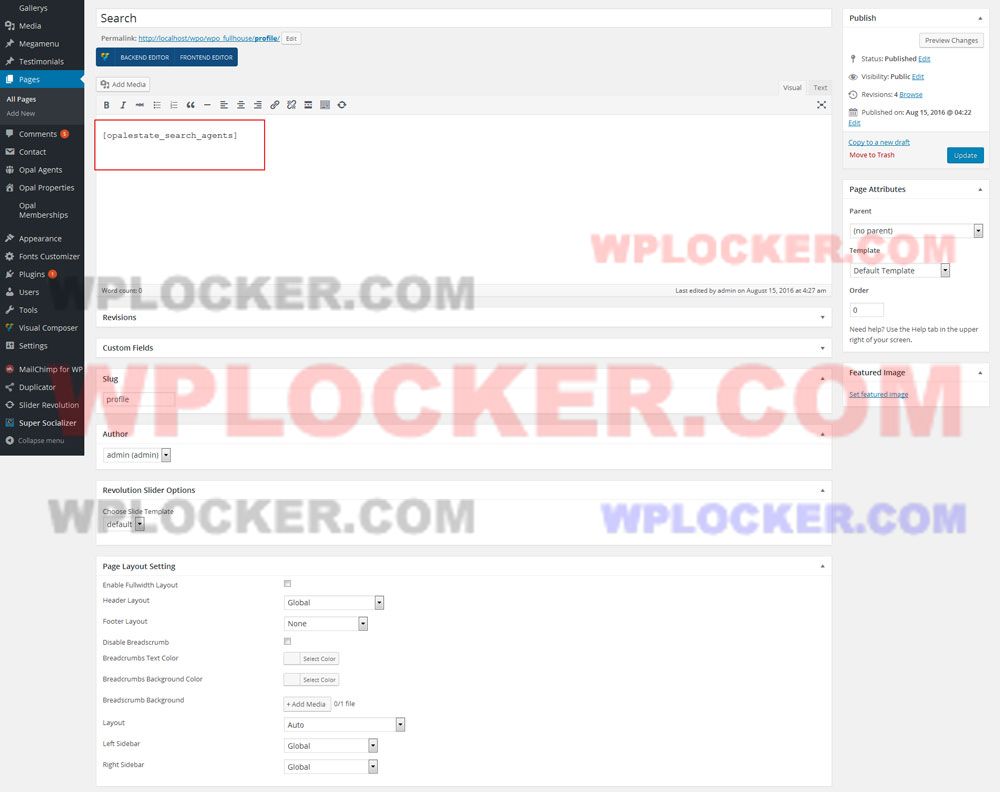 Gallerys
Media
Megamenu
Testimonials
Pages
All Pages
Add New
Comments 5
Contact
Opal Agents
Opal Properties
Opal
Memberships
Appearance
Fonts Customizer
Plugins 1
Users
Tools
Visual Composer
Settings
MailChimp for WP
Duplicator
Slider Revolution
Super Socializer
Collapse menu
Search
Permalink: http://localhost/wpo/wpo_fullhouse/profile/ Edit
BACKEND EDITOR FRONTEND EDITOR
Add Media
Visual Text
[opalestate_search_agents]
Word count: 0
Last edited by admin on August 15, 2016 at 4:27 am
Revisions
Custom Fields
Slug
profile
Author
admin (admin)
Revolution Slider Options
Choose Slide Template
default
Page Layout Setting
Enable Fullwidth Layout
Header Layout Global
Footer Layout None
Disable Breadscrumb
Breadcrumbs Text Color Select Color
Breadcrumbs Background Color Select Color
Breadscrumb Background + Add Media 0/1 file
Layout Auto
Left Sidebar Global
Right Sidebar Global
Publish
Preview Changes
Status: Published Edit
Visibility: Public Edit
Revisions: 4 Browse
Published on: Aug 15, 2016 @ 04:22
Edit
Copy to a new draft
Move to Trash
Update
Page Attributes
Parent
(no parent)
Template
Default Template
Order
0
Need help? Use the Help tab in the upper
right of your screen.
Featured Image
Set featured image
WPLOCKER.COM
WPLOCKER.COM
WPLOCKER.COM
WPLOCKER.COM
WPLOCKER.COM